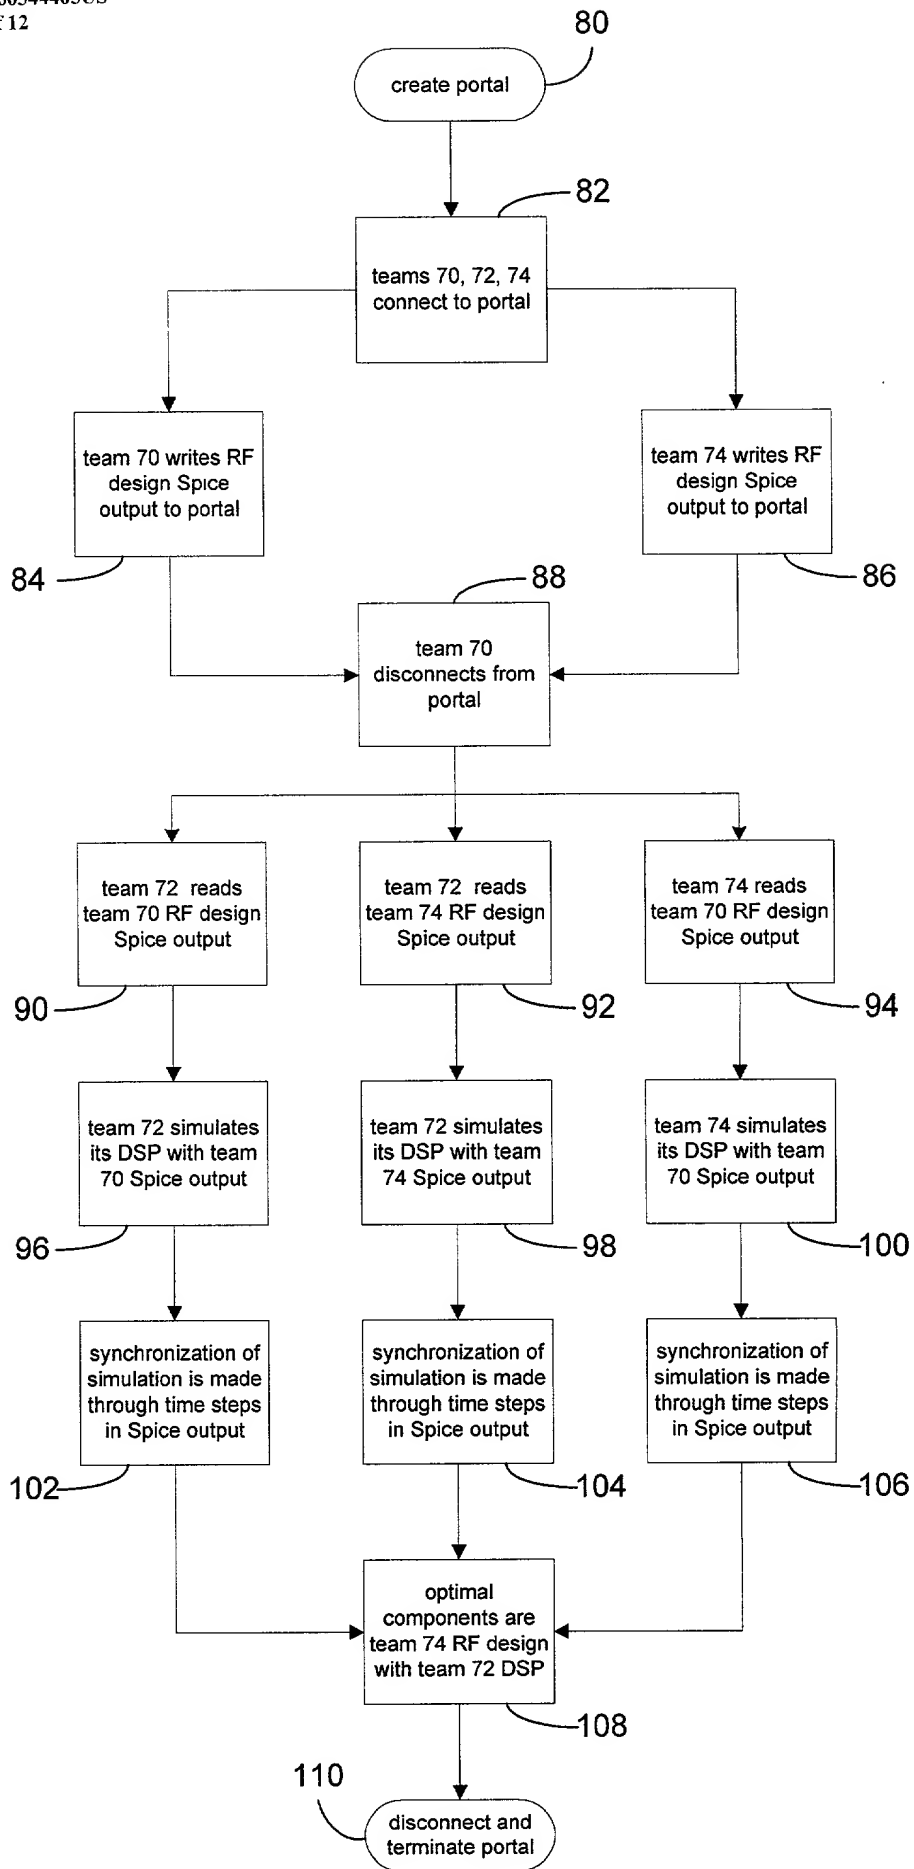 f 12
80
create portal
82
teams 70, 72, 74
connect to portal
team 70 writes RF
design Spice
output to portal
84
team 74 writes RF
design Spice
output to portal
86
88
team 70
disconnects from
portal
team 72 reads
team 70 RF design
Spice output
90
team 72 reads
team 74 RF design
Spice output
92
team 74 reads
team 70 RF design
Spice output
94
team 72 simulates
its DSP with team
70 Spice output
96
team 72 simulates
its DSP with team
74 Spice output
98
team 74 simulates
its DSP with team
70 Spice output
100
synchronization of
simulation is made
through time steps
in Spice output
102
synchronization of
simulation is made
through time steps
in Spice output
104
synchronization of
simulation is made
through time steps
in Spice output
106
optimal
components are
team 74 RF design
with team 72 DSP
108
110
disconnect and
terminate portal